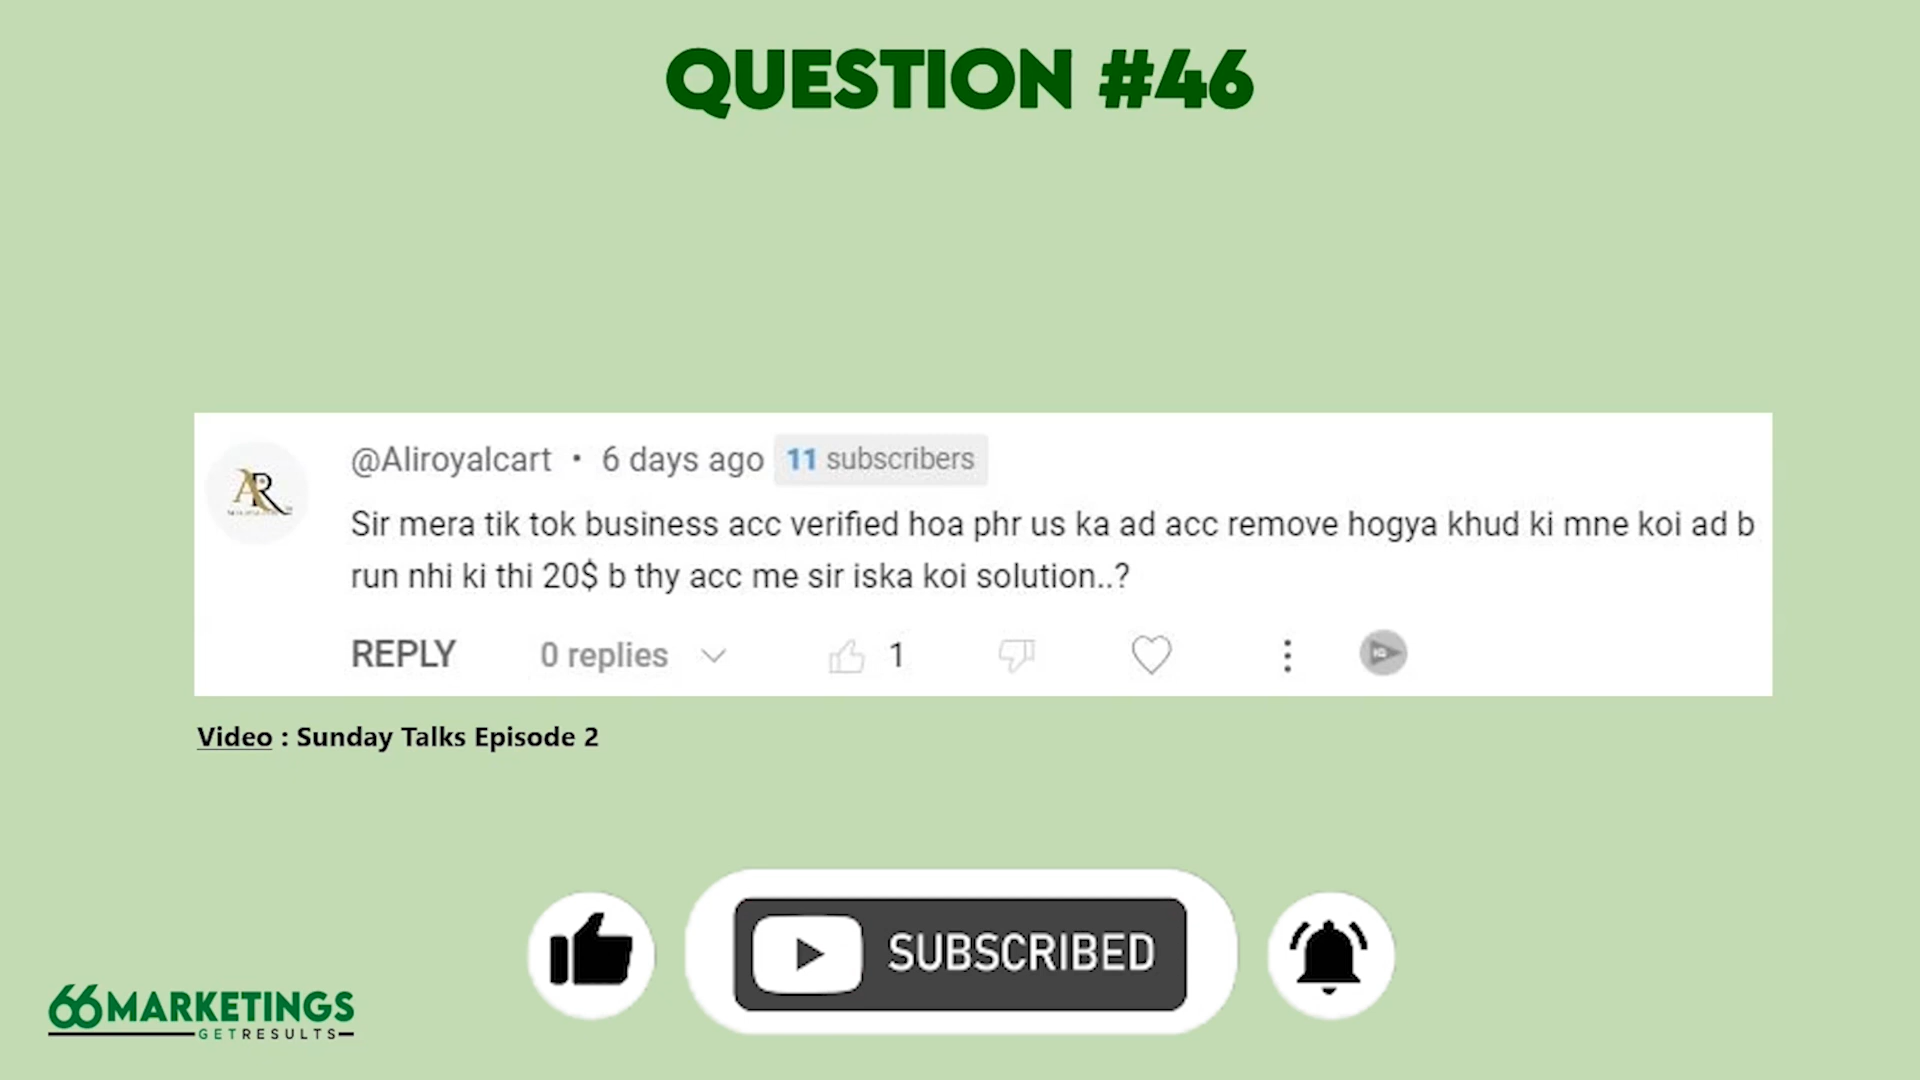 QUESTION #46
@Aliroyalcart • 6 days ago 11 subscribers
Sir mera tik tok business acc verified hoa phr us ka ad acc remove hogya khud ki mne koi ad b
run nhi ki thi 20$ b thy acc me sir iska koi solution..?
REPLY 0 replies 1
Video : Sunday Talks Episode 2
SUBSCRIBED
66MARKETINGS
GETRESULTS